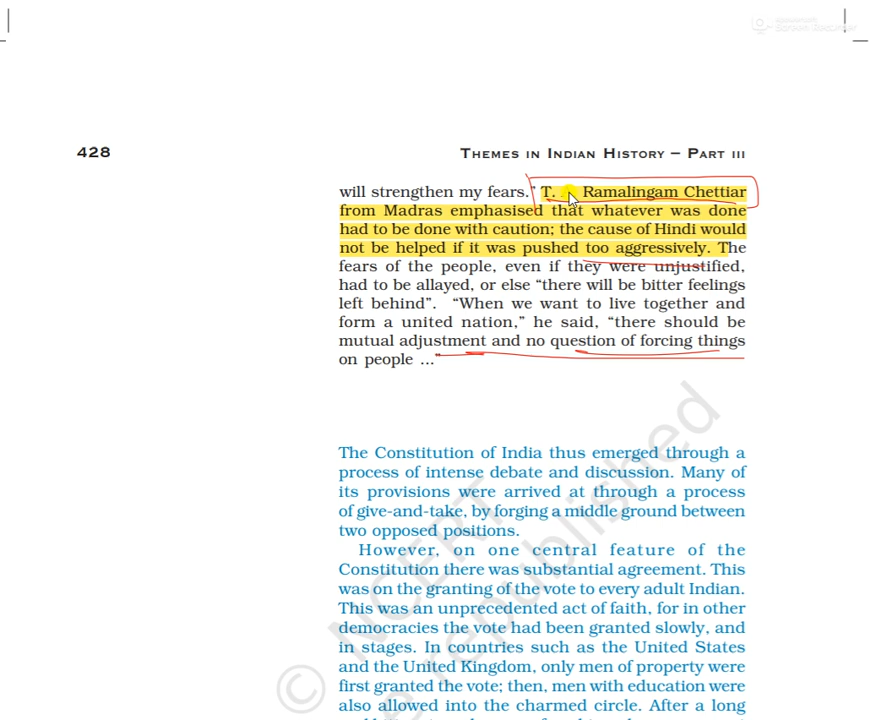 Screen Recorder
428
THEMES IN INDIAN HISTORY – PART III
will strengthen my fears." T. Ramalingam Chettiar
from Madras emphasised that whatever was done
had to be done with caution; the cause of Hindi would
not be helped if it was pushed too aggressively. The
fears of the people, even if they were unjustified,
had to be allayed, or else “there will be bitter feelings
left behind”. “When we want to live together and
form a united nation,” he said, “there should be
mutual adjustment and no question of forcing things
on people ...”
The Constitution of India thus emerged through a
process of intense debate and discussion. Many of
its provisions were arrived at through a process
of give-and-take, by forging a middle ground between
two opposed positions.
However, on one central feature of the
Constitution there was substantial agreement. This
was on the granting of the vote to every adult Indian.
This was an unprecedented act of faith, for in other
democracies the vote had been granted slowly, and
in stages. In countries such as the United States
and the United Kingdom, only men of property were
first granted the vote; then, men with education were
also allowed into the charmed circle. After a long
© NCERT
e republished